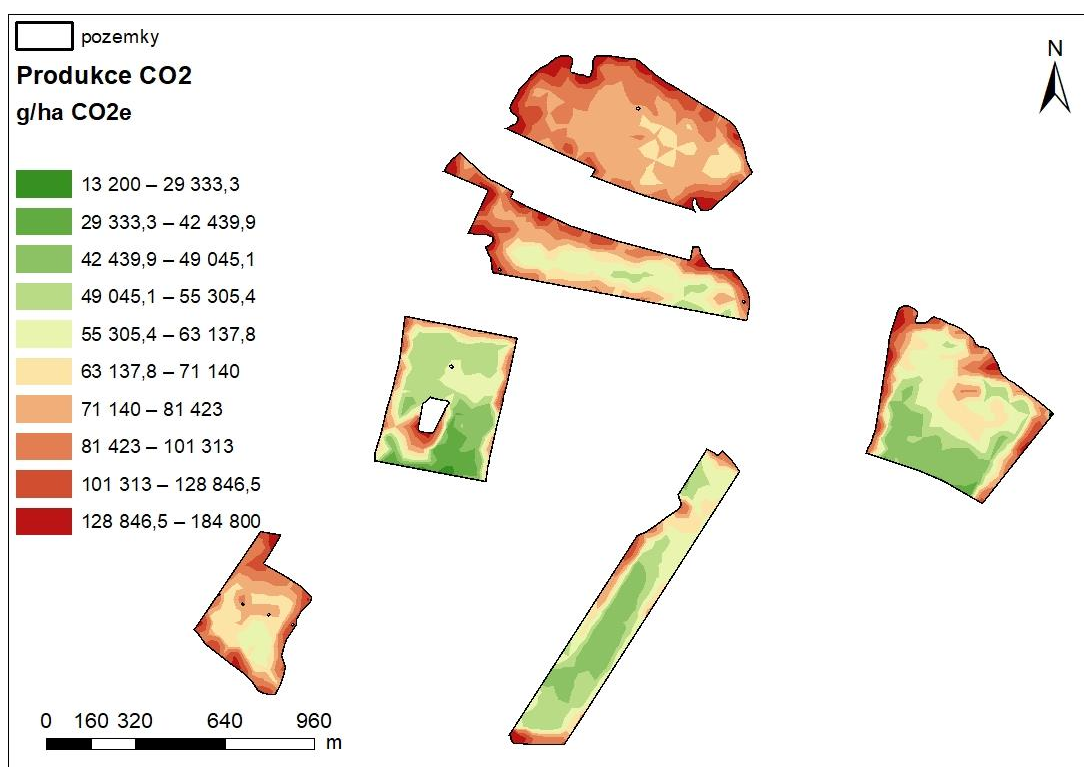 pozemky
Produkce CO2
g/ha CO2e
N
13 200 – 29 333,3
29 333,3 – 42 439,9
42 439,9 – 49 045,1
49 045,1 – 55 305,4
55 305,4 – 63 137,8
63 137,8 – 71 140
71 140 – 81 423
81 423 – 101 313
101 313 – 128 846,5
128 846,5 – 184 800
0 160 320 640 960
m